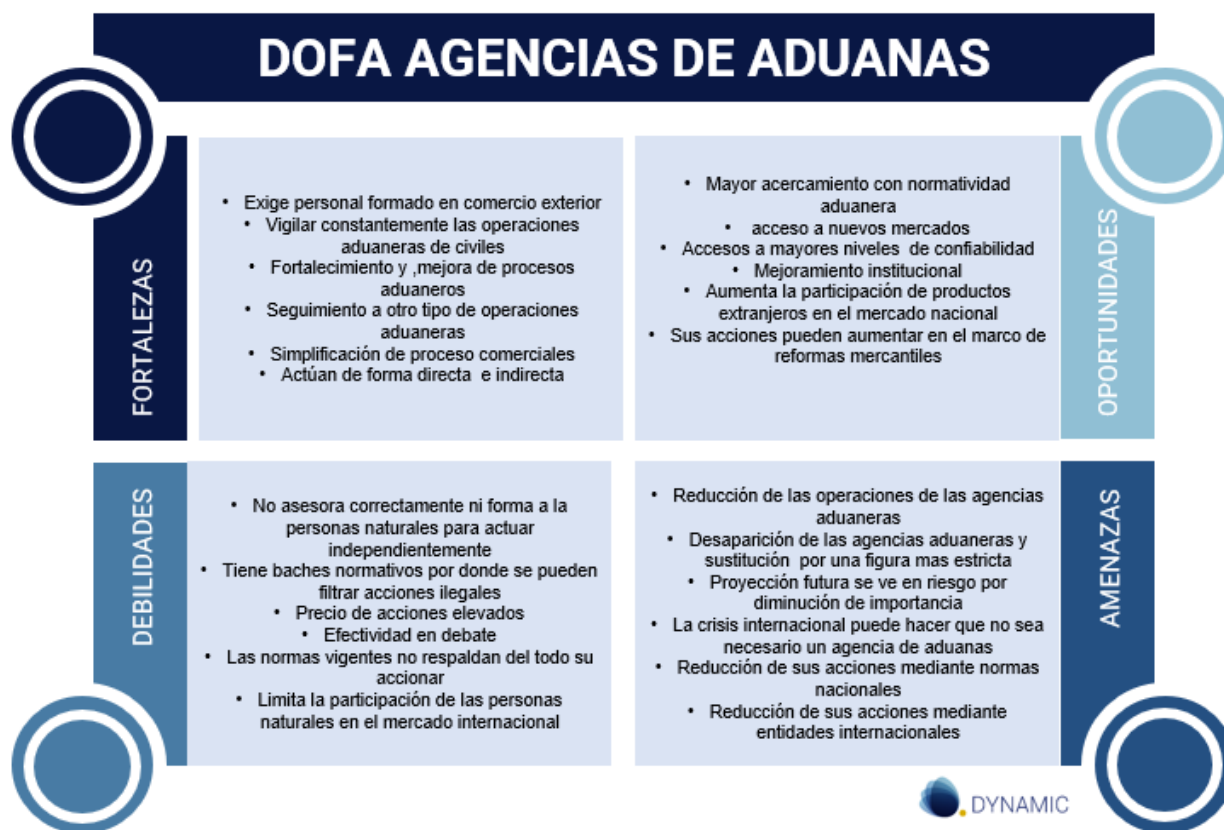 DOFA AGENCIAS DE ADUANAS
FORTALEZAS
• Exige personal formado en comercio exterior
• Vigilar constantemente las operaciones
aduaneras de civiles
• Fortalecimiento y ,mejora de procesos
aduaneros
• Seguimiento a otro tipo de operaciones
aduaneras
• Simplificación de proceso comerciales
• Actúan de forma directa e indirecta
• Mayor acercamiento con normatividad
aduanera
• acceso a nuevos mercados
• Accesos a mayores niveles de confiabilidad
• Mejoramiento institucional
• Aumenta la participación de productos
extranjeros en el mercado nacional
• Sus acciones pueden aumentar en el marco de
reformas mercantiles
OPORTUNIDADES
DEBILIDADES
• No asesora correctamente ni forma a la
personas naturales para actuar
independientemente
• Tiene baches normativos por donde se pueden
filtrar acciones ilegales
• Precio de acciones elevados
• Efectividad en debate
• Las normas vigentes no respaldan del todo su
accionar
• Limita la participación de las personas
naturales en el mercado internacional
• Reducción de las operaciones de las agencias
aduaneras
• Desaparición de las agencias aduaneras y
sustitución por una figura mas estricta
• Proyección futura se ve en riesgo por
diminución de importancia
• La crisis internacional puede hacer que no sea
necesario un agencia de aduanas
• Reducción de sus acciones mediante normas
nacionales
• Reducción de sus acciones mediante
entidades internacionales
AMENAZAS
DYNAMIC